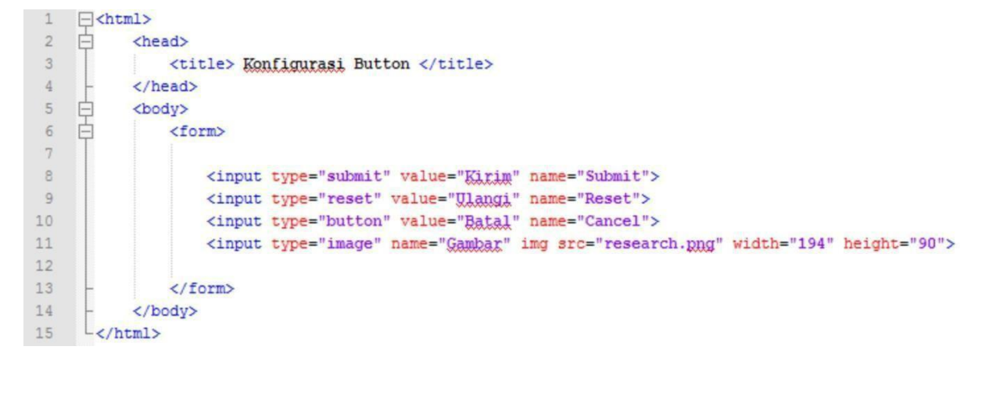 1 <html>
2 <head>
3 <title> Konfigurasi Button </title>
4 </head>
5 <body>
6 <form>
7
8 <input type="submit" value="Kirim" name="Submit">
9 <input type="reset" value="Ulangi" name="Reset">
10 <input type="button" value="Batal" name="Cancel">
11 <input type="image" name="Gambar" img src="research.png" width="194" height="90">
12
13 </form>
14 </body>
15 </html>